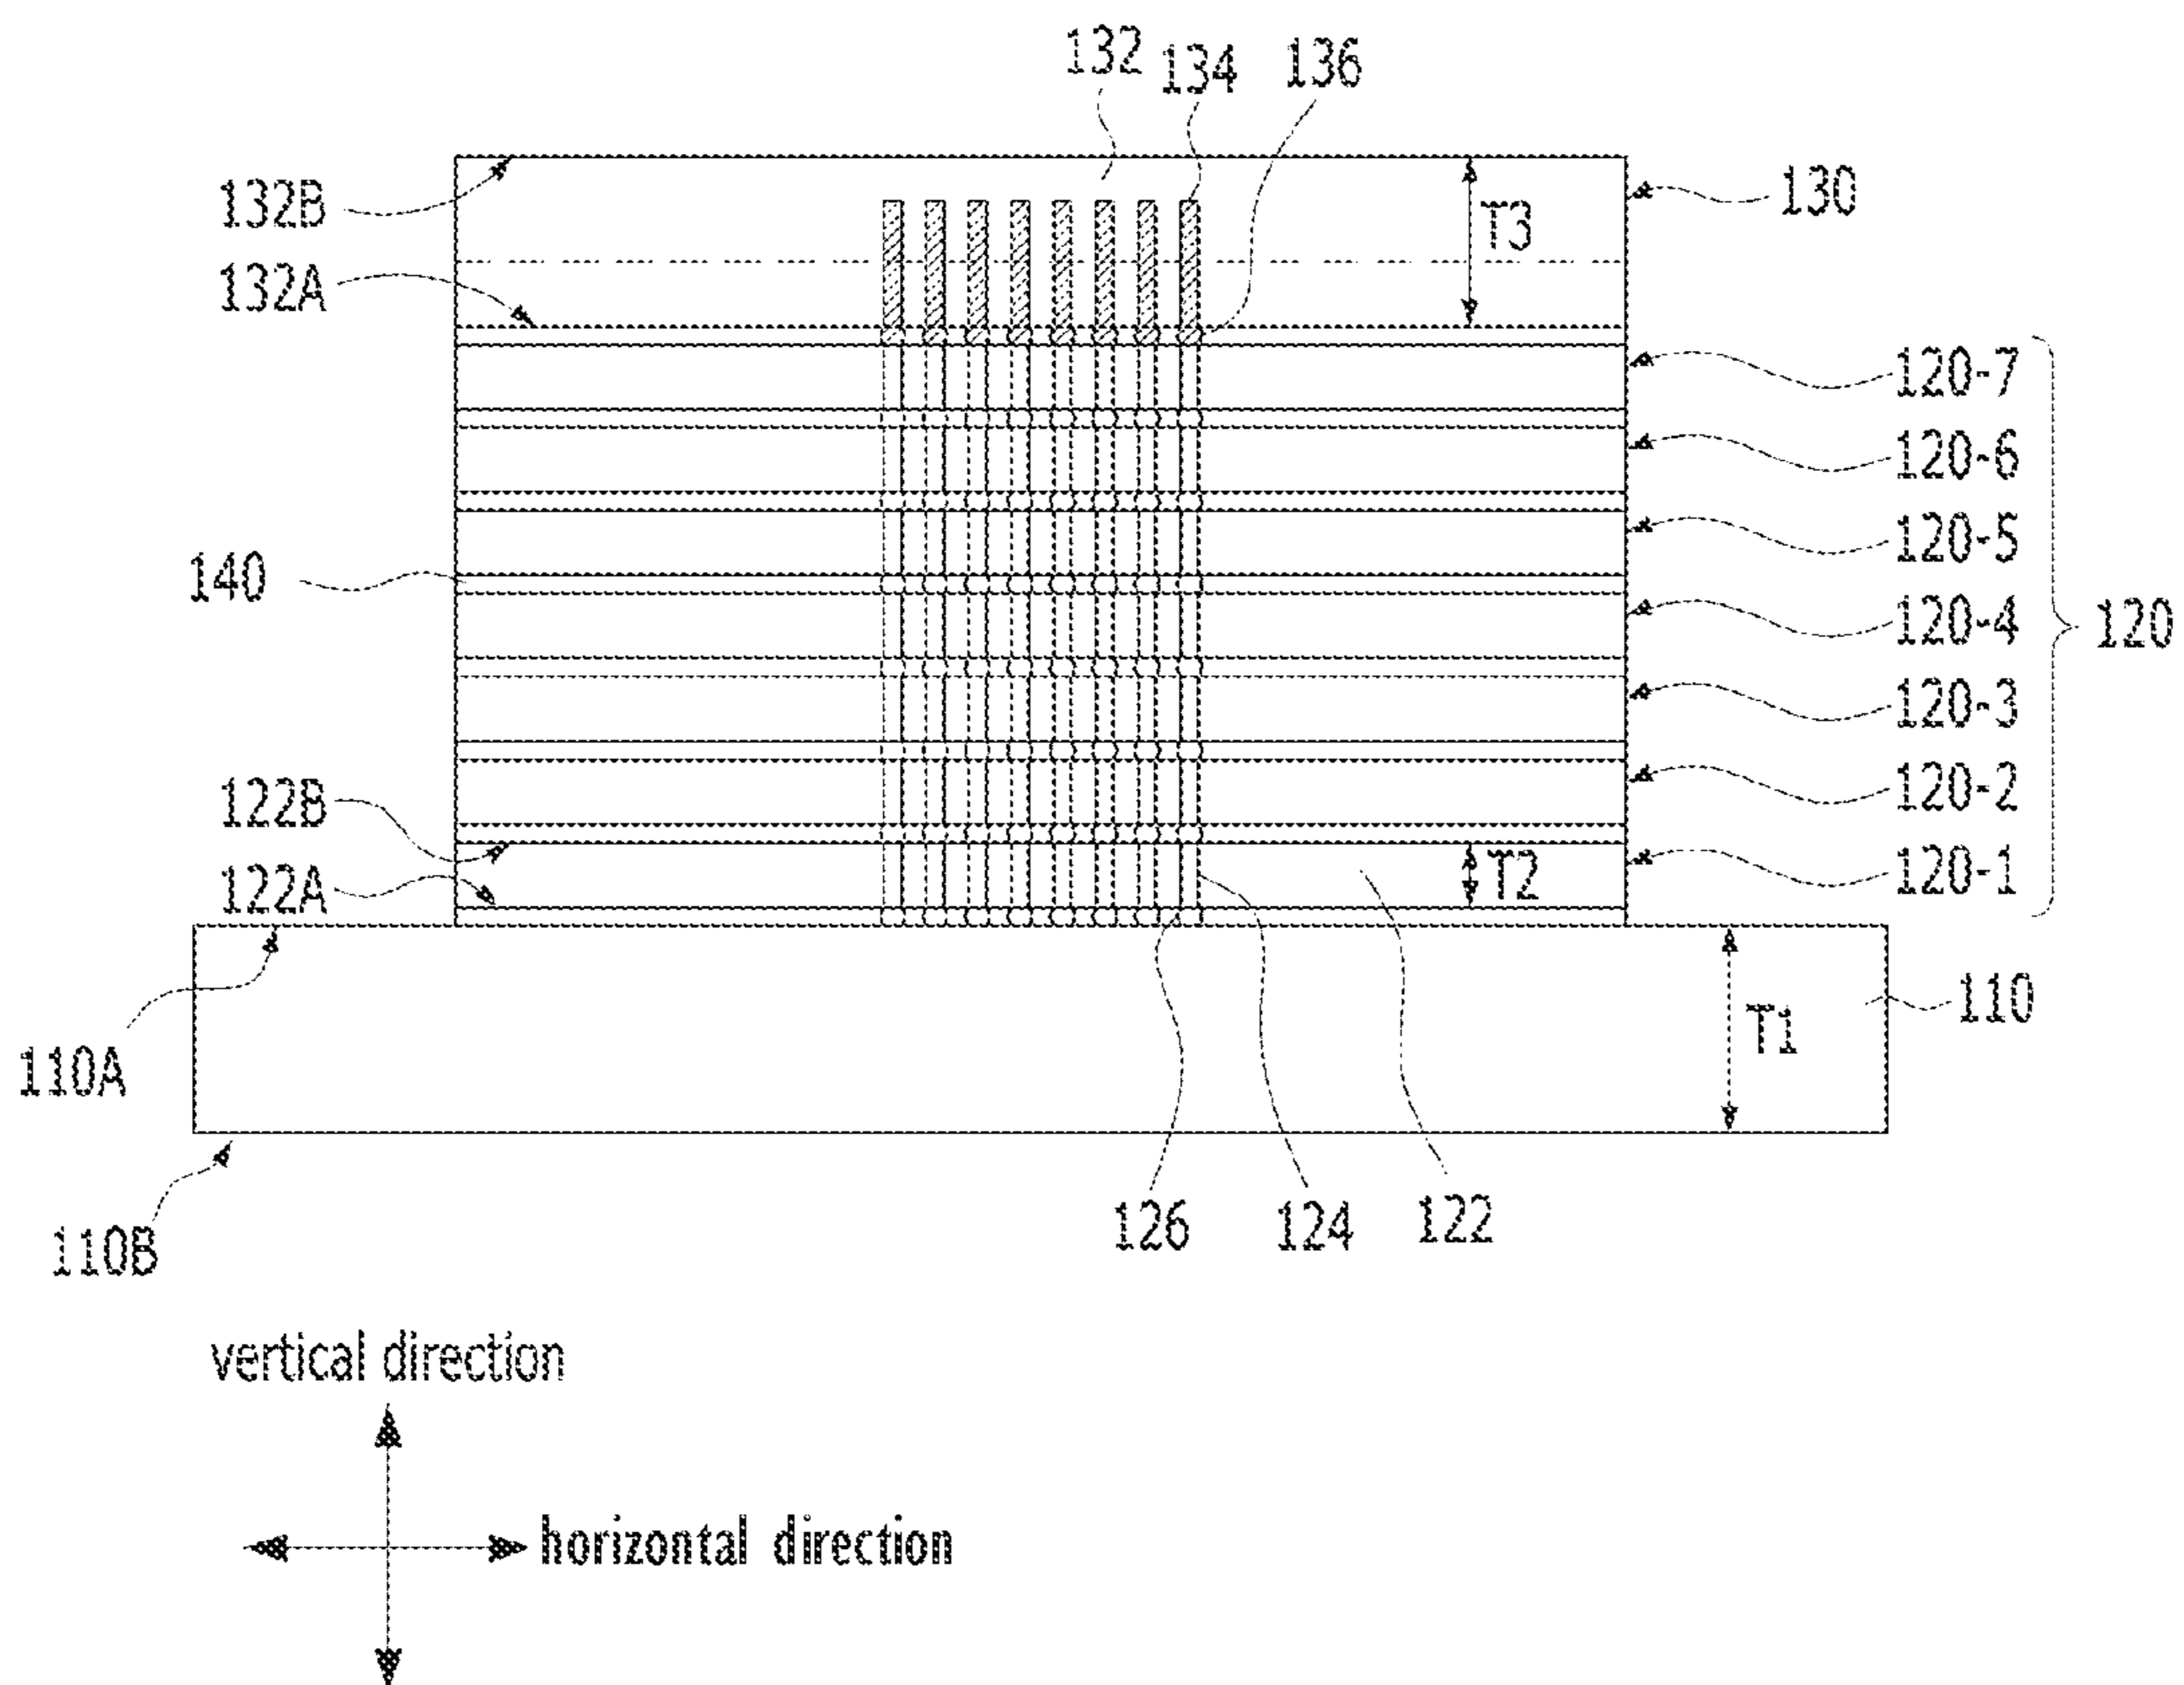 132
134
136
132B
T3
130
132A
120-7
120-6
120-5
140
120-4
120
120-3
122B
120-2
122A
T2
120-1
110A
T1
110
110B
126
124
122
vertical direction
horizontal direction